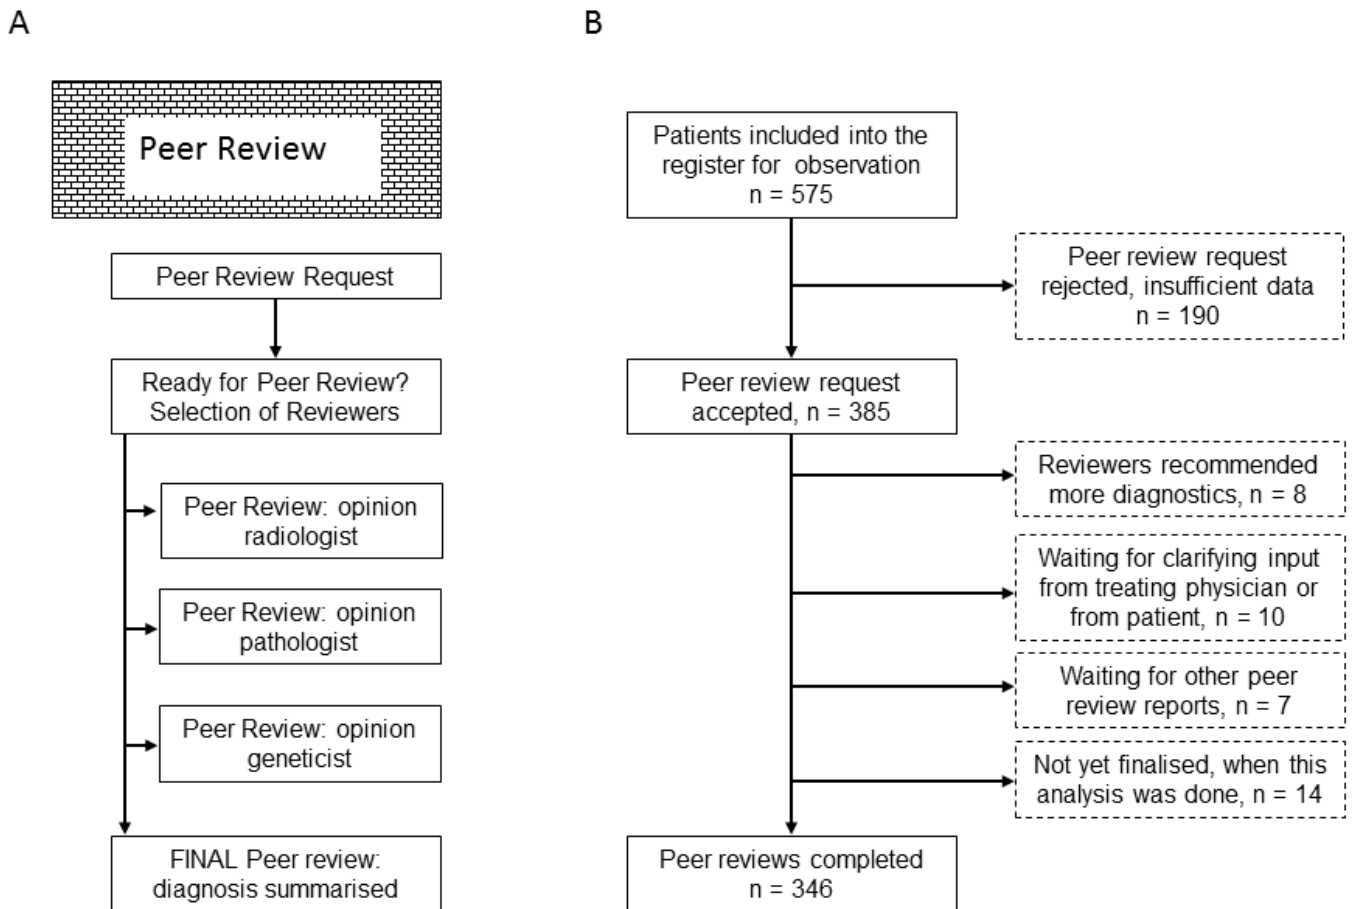 A
Peer Review
Peer Review Request
Ready for Peer Review?
Selection of Reviewers
Peer Review: opinion
radiologist
Peer Review: opinion
pathologist
Peer Review: opinion
geneticist
FINAL Peer review:
diagnosis summarised
B
Patients included into the
register for observation
n = 575
Peer review request
rejected, insufficient data
n = 190
Peer review request
accepted, n = 385
Reviewers recommended
more diagnostics, n = 8
Waiting for clarifying input
from treating physician or
from patient, n = 10
Waiting for other peer
review reports, n = 7
Not yet finalised, when this
analysis was done, n = 14
Peer reviews completed
n = 346